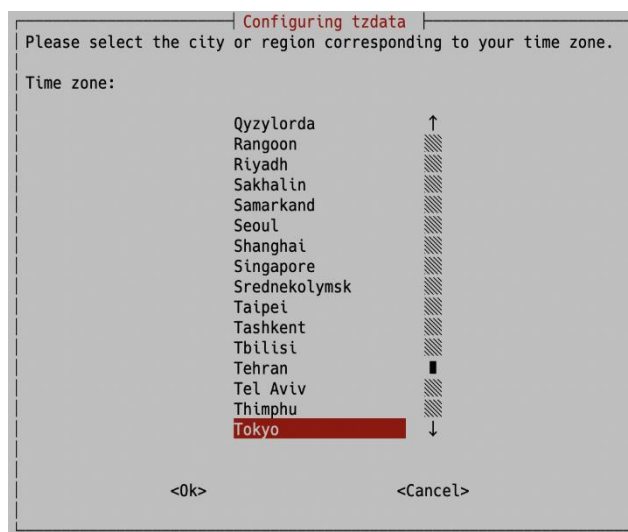 Configuring tzdata
Please select the city or region corresponding to your time zone.
Time zone:
Qyzylorda
Rangoon
Riyadh
Sakhalin
Samarkand
Seoul
Shanghai
Singapore
Srednekolymsk
Taipei
Tashkent
Tbilisi
Tehran
Tel Aviv
Thimphu
Tokyo
<Ok> <Cancel>